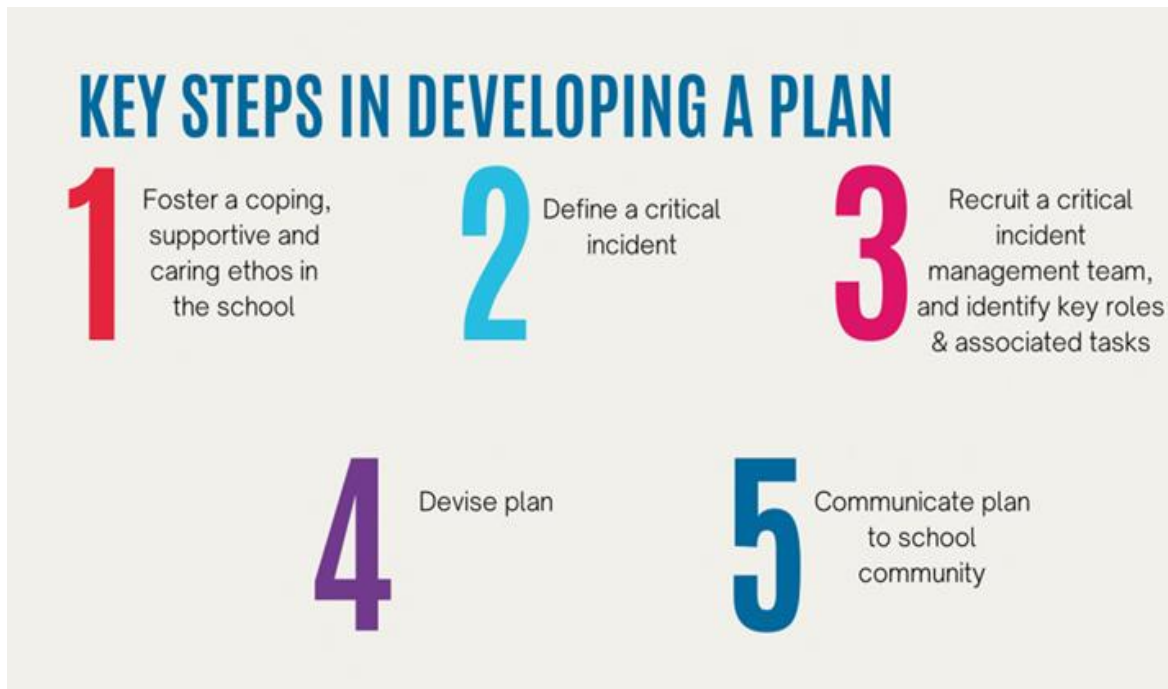 KEY STEPS IN DEVELOPING A PLAN
1
Foster a coping,
supportive and
caring ethos in
the school
2
Define a critical
incident
3
Recruit a critical
incident
management team,
and identify key roles
& associated tasks
4
Devise plan
5
Communicate plan
to school
community